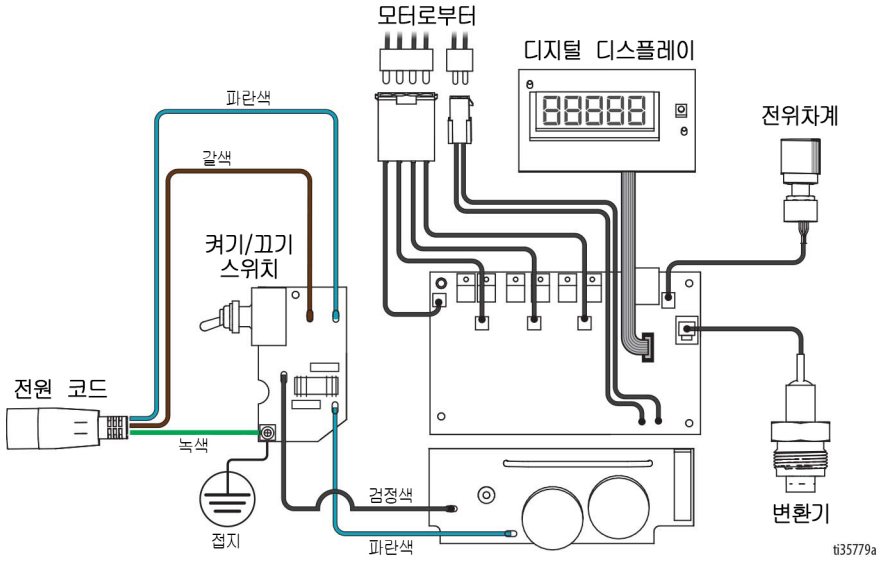 모터로부터
디지털 디스플레이
88888
파란색
전위차계
갈색
켜기/끄기
스위치
전원 코드
녹색
검정색
변환기
접지
파란색
ti35779a